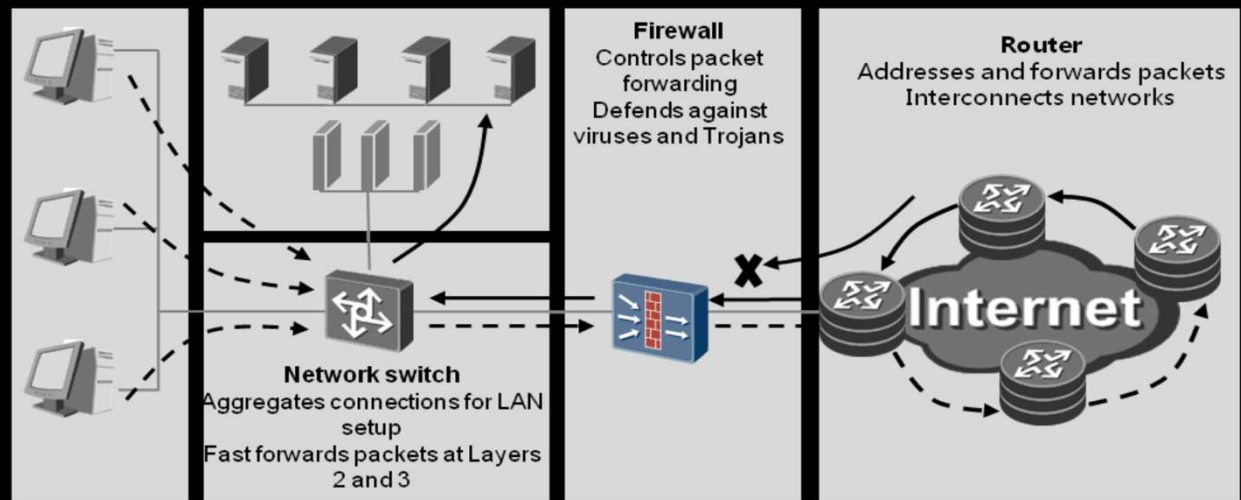 Firewall
Controls packet
forwarding
Defends against
viruses and Trojans
Router
Addresses and forwards packets
Interconnects networks
Internet
Network switch
Aggregates connections for LAN
setup
Fast forwards packets at Layers
2 and 3